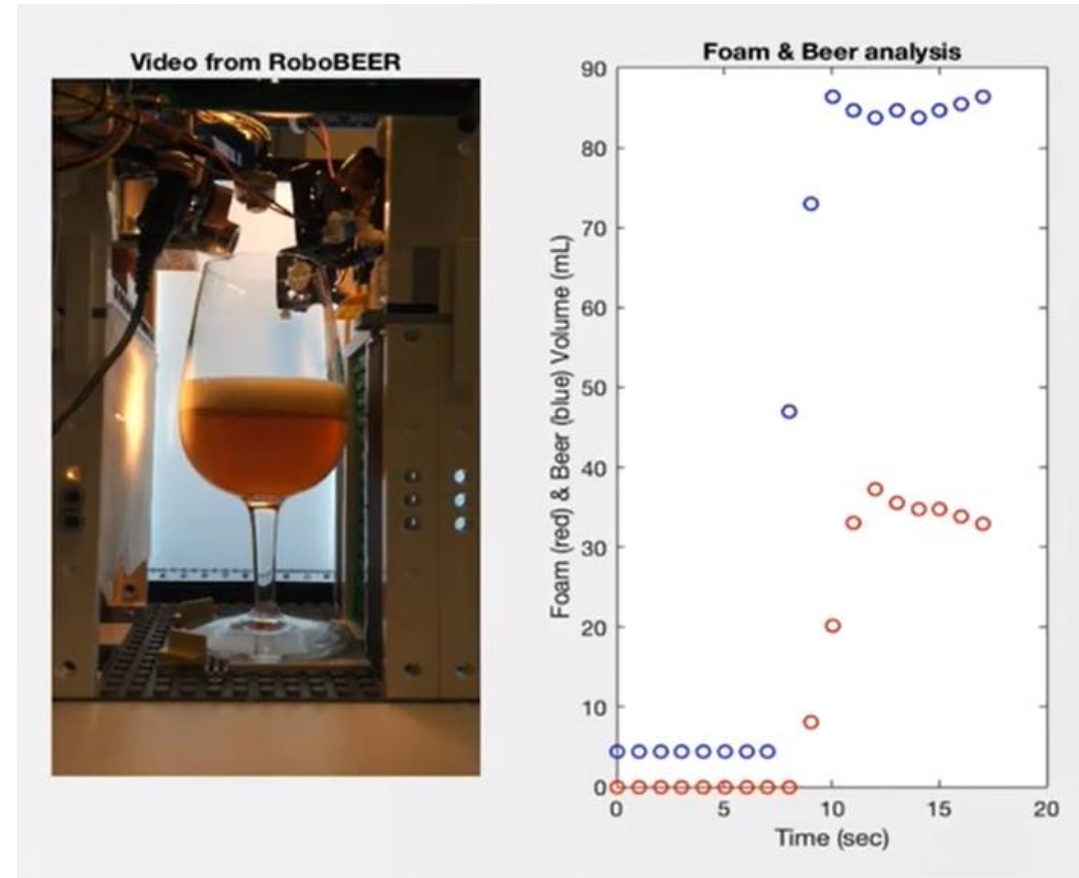 Video from RoboBEER
Foam & Beer analysis
Foam (red) & Beer (blue) Volume (mL)
90
80
70
60
50
40
30
20
10
0
0 5 10 15 20
Time (sec)